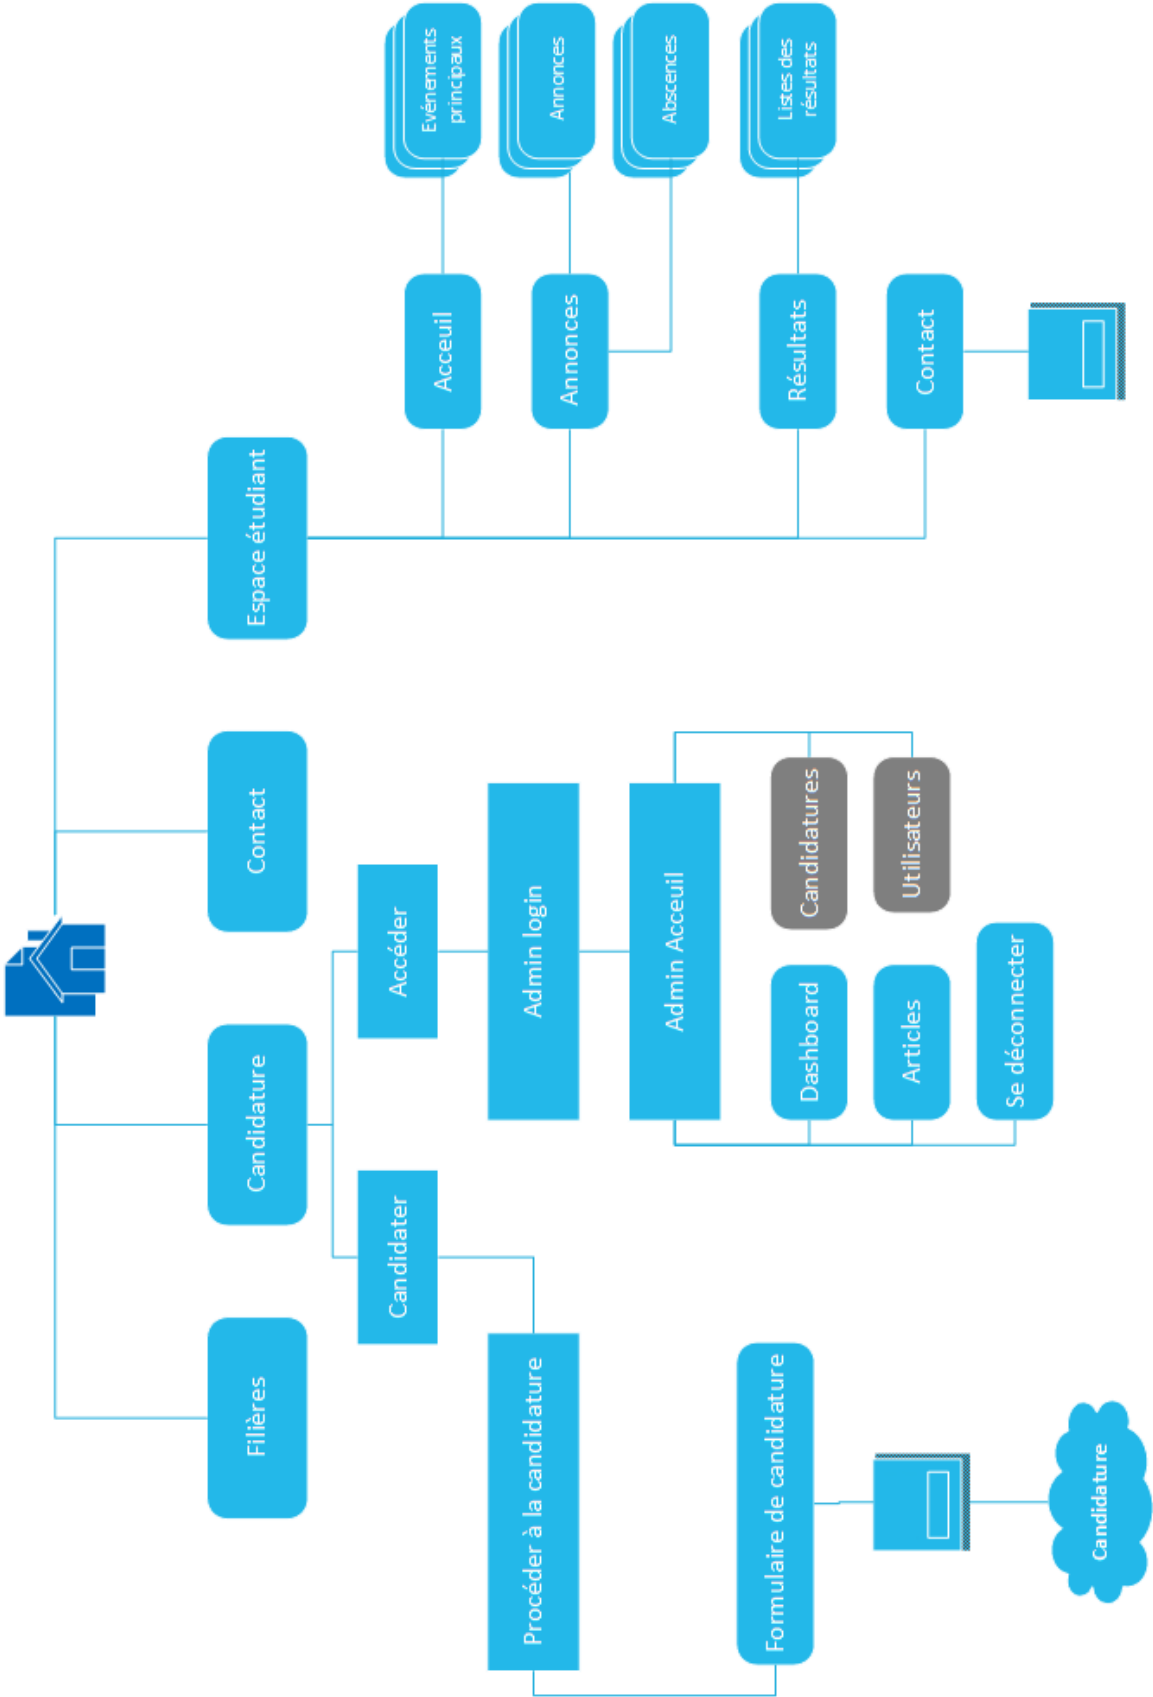 Filières
Candidature
Contact
Espace étudiant
Candidater
Accéder
Procéder à la candidature
Admin login
Admin Acceuil
Formulaire de candidature
Candidature
Dashboard
Candidatures
Articles
Utilisateurs
Se déconnecter
Acceuil
Evénements
principaux
Annonces
Annonces
Abscences
Résultats
Listes des
résultats
Contact